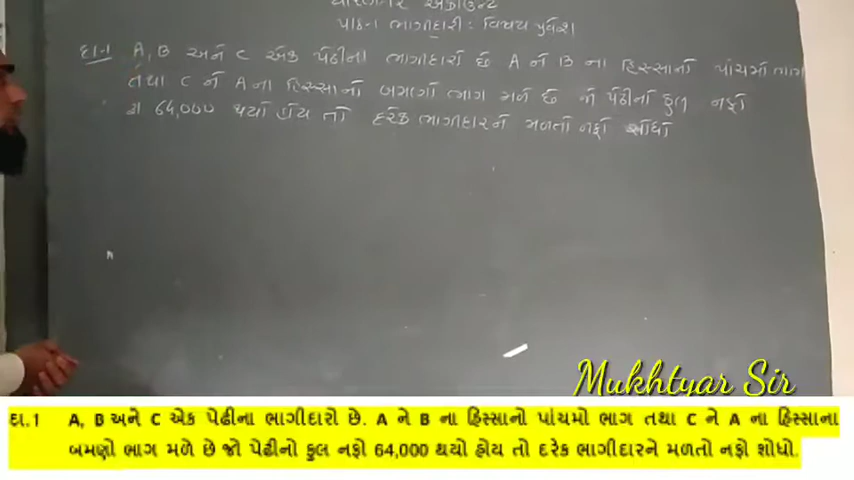 પાઠ-1 ભાગીદારી : વિષય પ્રવેશ
દા-1 A, B અને C એક પેઢીના ભાગીદારો છે A ને B ના હિસ્સાનો પાંચમો ભાગ
તથા C ને A ના હિસ્સાનો બમણો ભાગ મળે છે જો પેઢીનો કુલ નફો
રૂા 64,000 થયો હોય તો દરેક ભાગીદારને મળતો નફો શોધો
Mukhtyar Sir
દા.1 A, B અને C એક પેઢીના ભાગીદારો છે. A ને B ના હિસ્સાનો પાંચમો ભાગ તથા C ને A ના હિસ્સાના
બમણો ભાગ મળે છે જો પેઢીનો કુલ નફો 64,000 થયો હોય તો દરેક ભાગીદારને મળતો નફો શોધો.